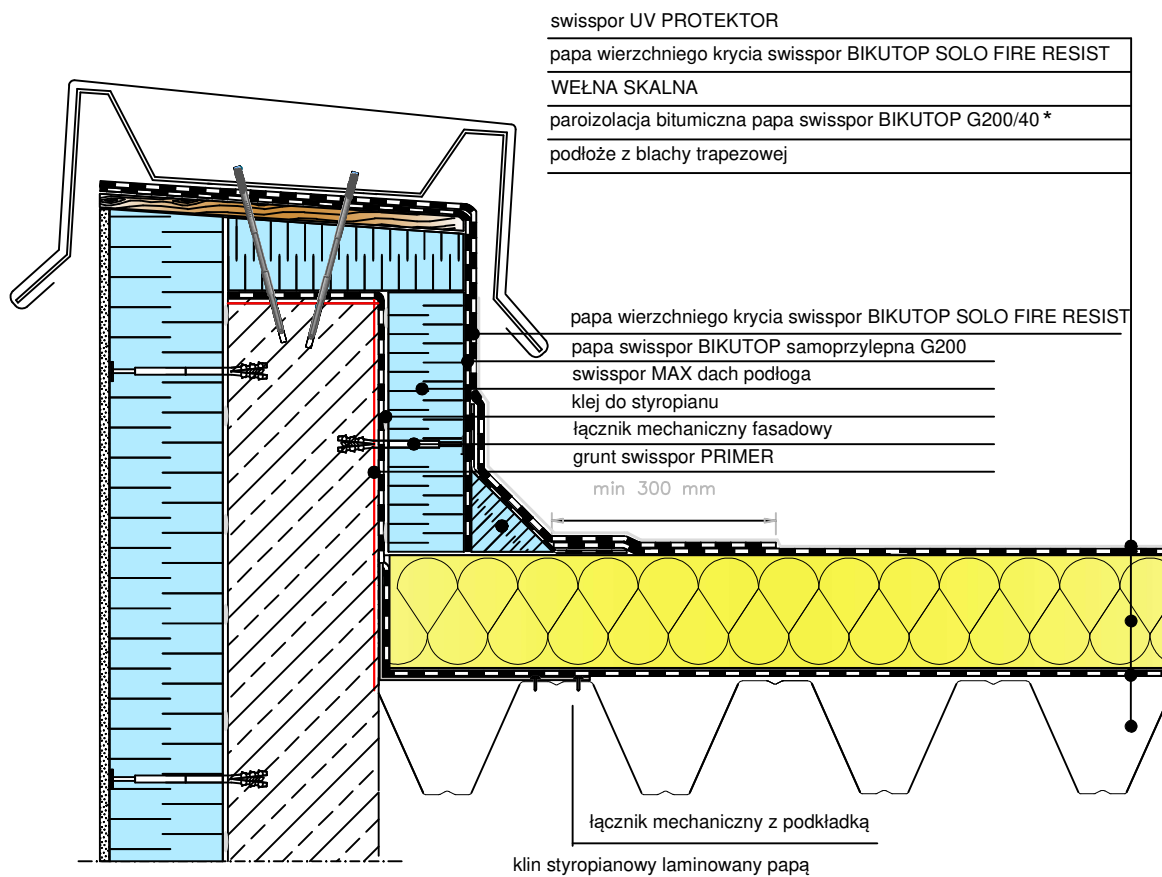 swisspor UV PROTEKTOR
papa wierzchniego krycia swisspor BIKUTOP SOLO FIRE RESIST
WEŁNA SKALNA
paroizolacja bitumiczna papa swisspor BIKUTOP G200/40 *
podłoże z blachy trapezowej
papa wierzchniego krycia swisspor BIKUTOP SOLO FIRE RESIST
papa swisspor BIKUTOP samoprzylepna G200
swisspor MAX dach podłoga
klej do styropianu
łącznik mechaniczny fasadowy
grunt swisspor PRIMER
min 300 mm
łącznik mechaniczny z podkładką
klin styropianowy laminowany papą